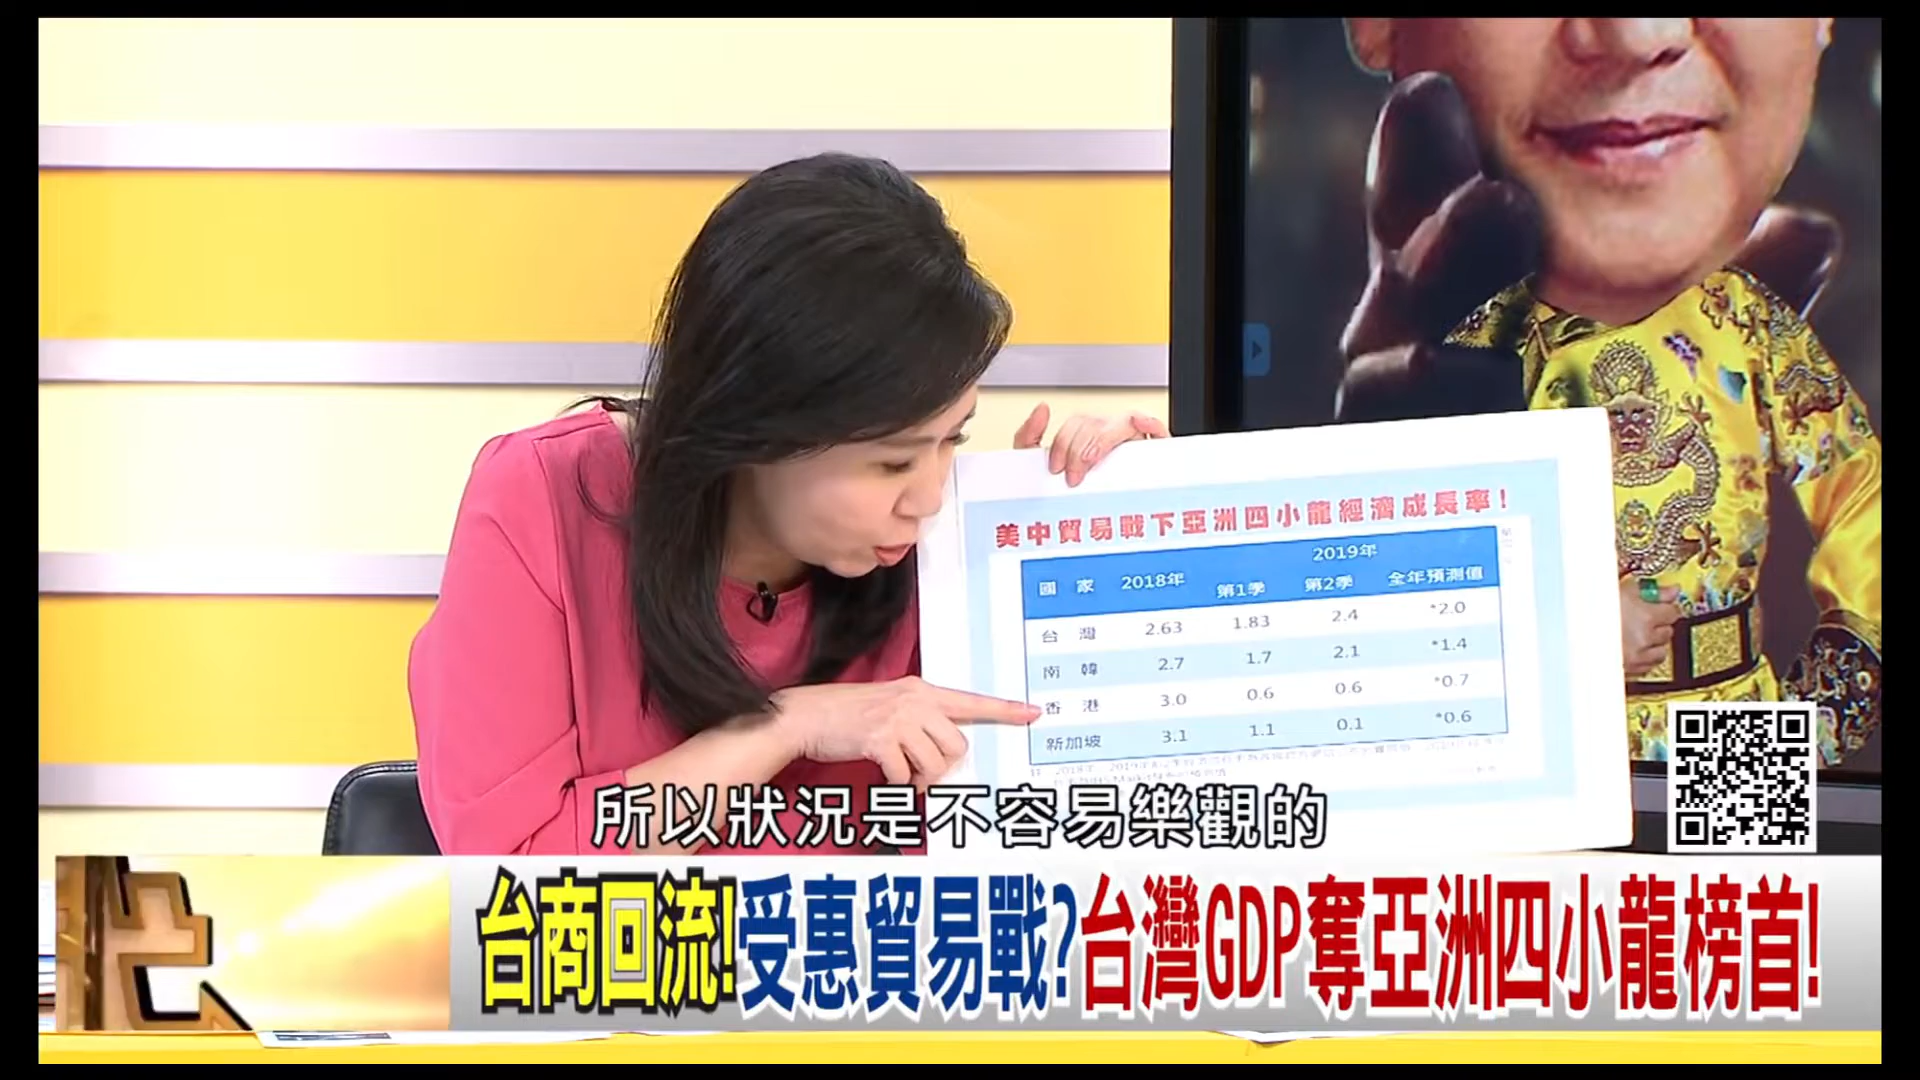 美中貿易戰下亞洲四小龍經濟成長率!
2019年
國 家 2018年 第1季 第2季 全年預測值
台 灣 2.63 1.83 2.4 *2.0
南 韓 2.7 1.7 2.1 *1.4
香 港 3.0 0.6 0.6 *0.7
新加坡 3.1 1.1 0.1 *0.6
所以狀況是不容易樂觀的
台商回流!受惠貿易戰?台灣GDP奪亞洲四小龍榜首!